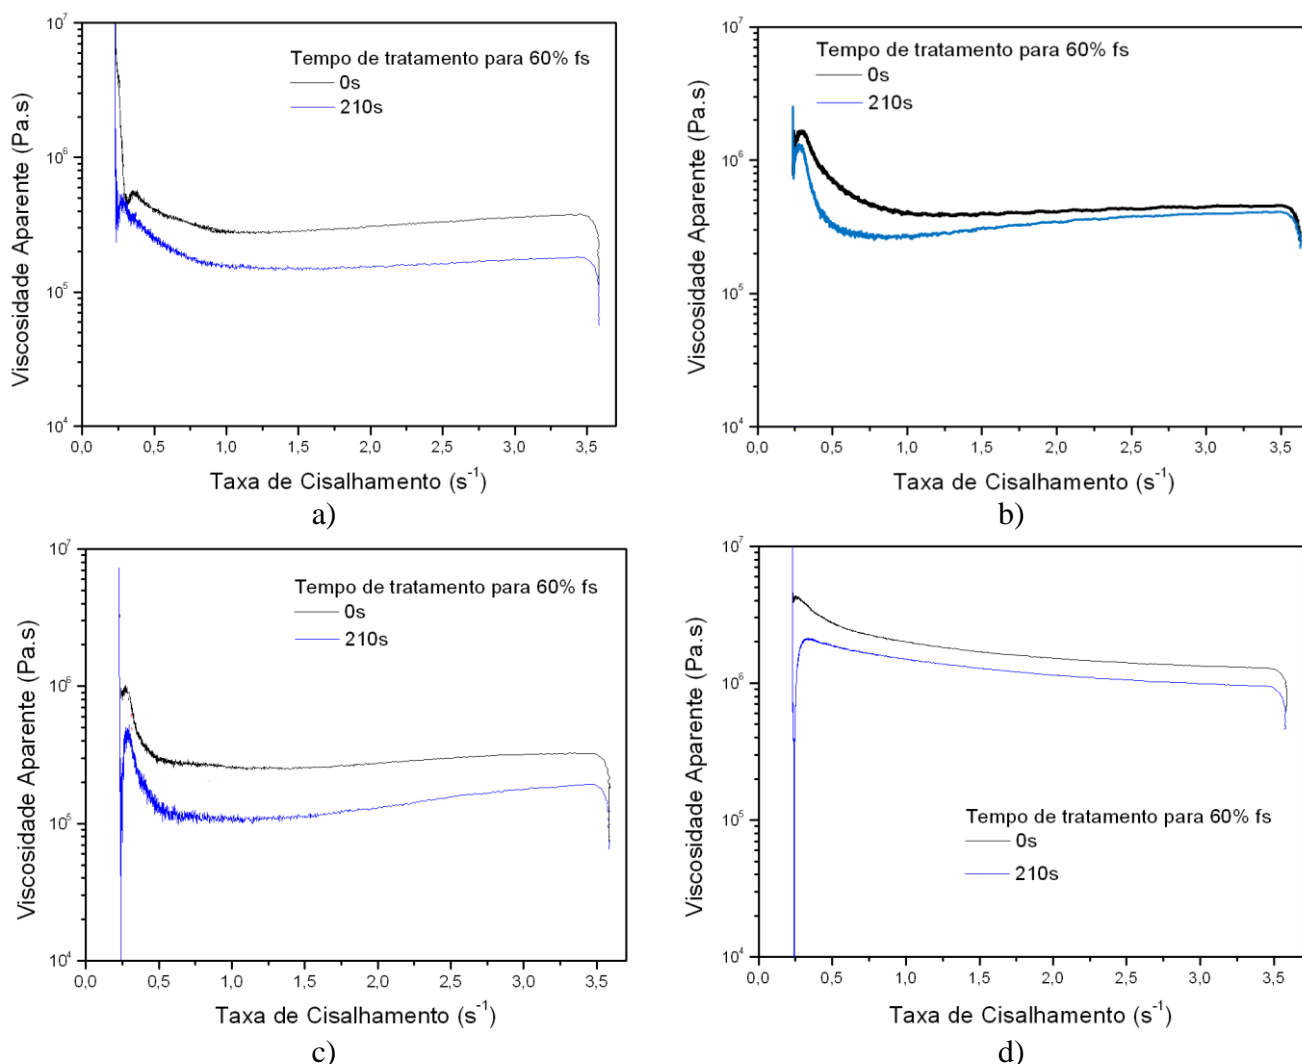 10⁷
10⁶
10⁵
10⁴
Viscosidade Aparente (Pa.s)
Tempo de tratamento para 60% fs
0s
210s
0,0 0,5 1,0 1,5 2,0 2,5 3,0 3,5
Taxa de Cisalhamento (s⁻¹)
a)
10⁷
10⁶
10⁵
10⁴
Viscosidade Aparente (Pa.s)
Tempo de tratamento para 60% fs
0s
210s
0,0 0,5 1,0 1,5 2,0 2,5 3,0 3,5
Taxa de Cisalhamento (s⁻¹)
b)
10⁷
10⁶
10⁵
10⁴
Viscosidade Aparente (Pa.s)
Tempo de tratamento para 60% fs
0s
210s
0,0 0,5 1,0 1,5 2,0 2,5 3,0 3,5
Taxa de Cisalhamento (s⁻¹)
c)
10⁷
10⁶
10⁵
10⁴
Viscosidade Aparente (Pa.s)
Tempo de tratamento para 60% fs
0s
210s
0,0 0,5 1,0 1,5 2,0 2,5 3,0 3,5
Taxa de Cisalhamento (s⁻¹)
d)